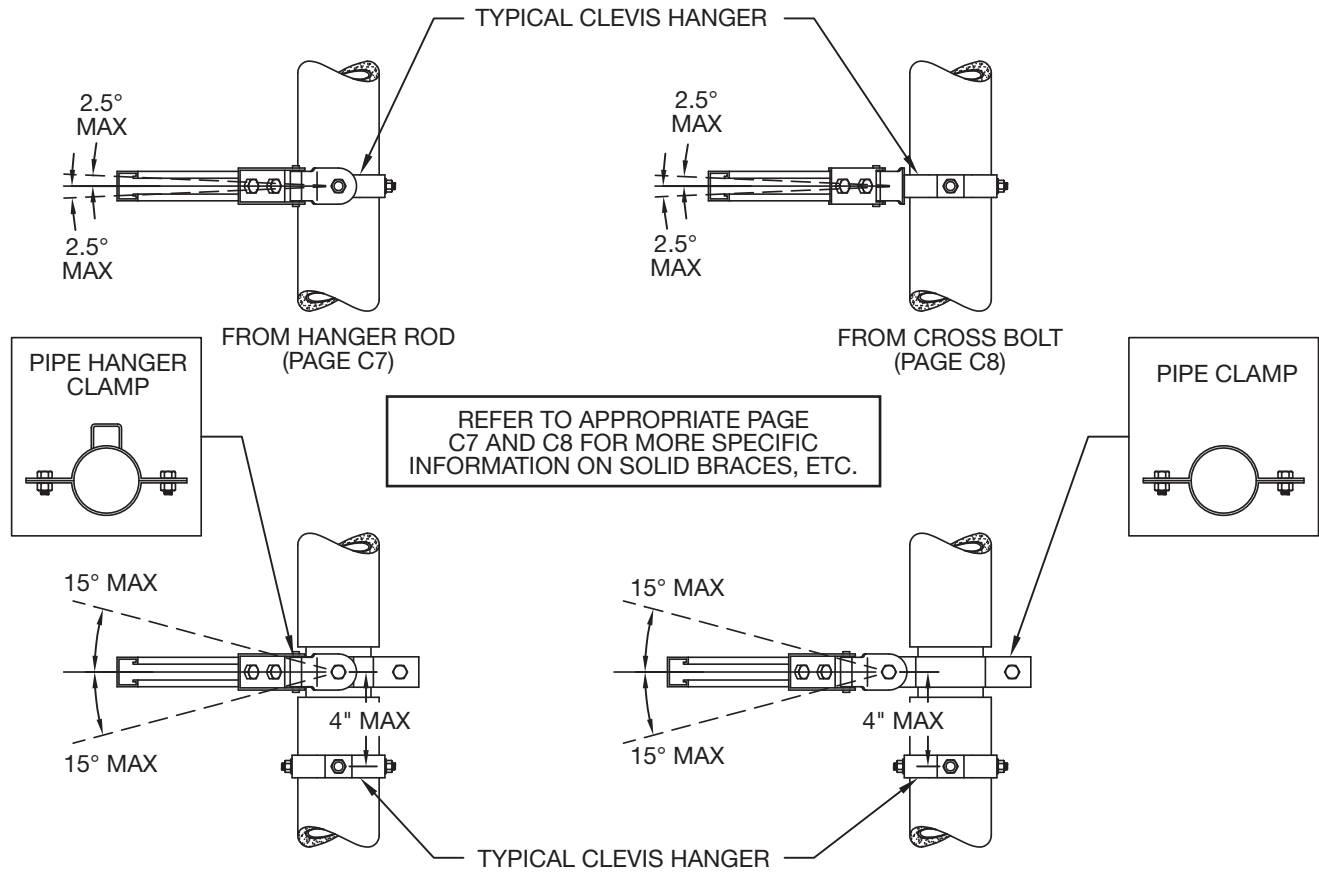 TYPICAL CLEVIS HANGER
2.5°
MAX
2.5°
MAX
2.5°
MAX
2.5°
MAX
FROM HANGER ROD
(PAGE C7)
FROM CROSS BOLT
(PAGE C8)
PIPE HANGER
CLAMP
PIPE CLAMP
REFER TO APPROPRIATE PAGE
C7 AND C8 FOR MORE SPECIFIC
INFORMATION ON SOLID BRACES, ETC.
15° MAX
15° MAX
4" MAX
4" MAX
15° MAX
15° MAX
TYPICAL CLEVIS HANGER